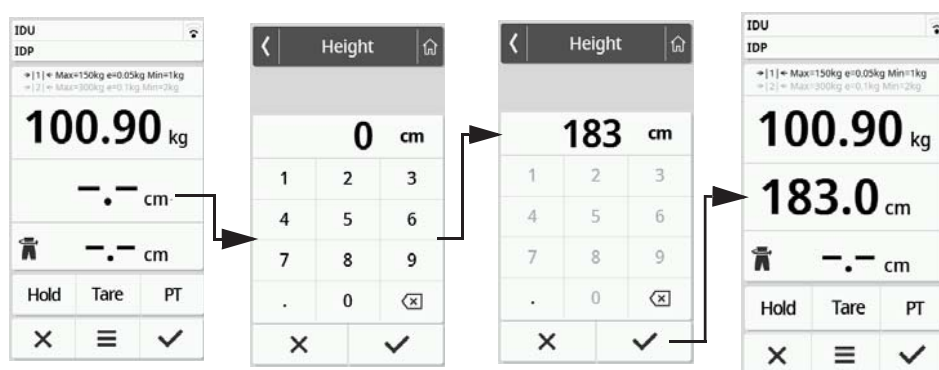 IDU
IDP
→|1|← Max=150kg e=0.05kg Min=1kg
→|2|← Max=300kg e=0.1kg Min=2kg
100.90 kg
-.- cm
-.- cm
Hold Tare PT
Height
0 cm
1 2 3
4 5 6
7 8 9
. 0
Height
183 cm
1 2 3
4 5 6
7 8 9
. 0
IDU
IDP
→|1|← Max=150kg e=0.05kg Min=1kg
→|2|← Max=300kg e=0.1kg Min=2kg
100.90 kg
183.0 cm
-.- cm
Hold Tare PT